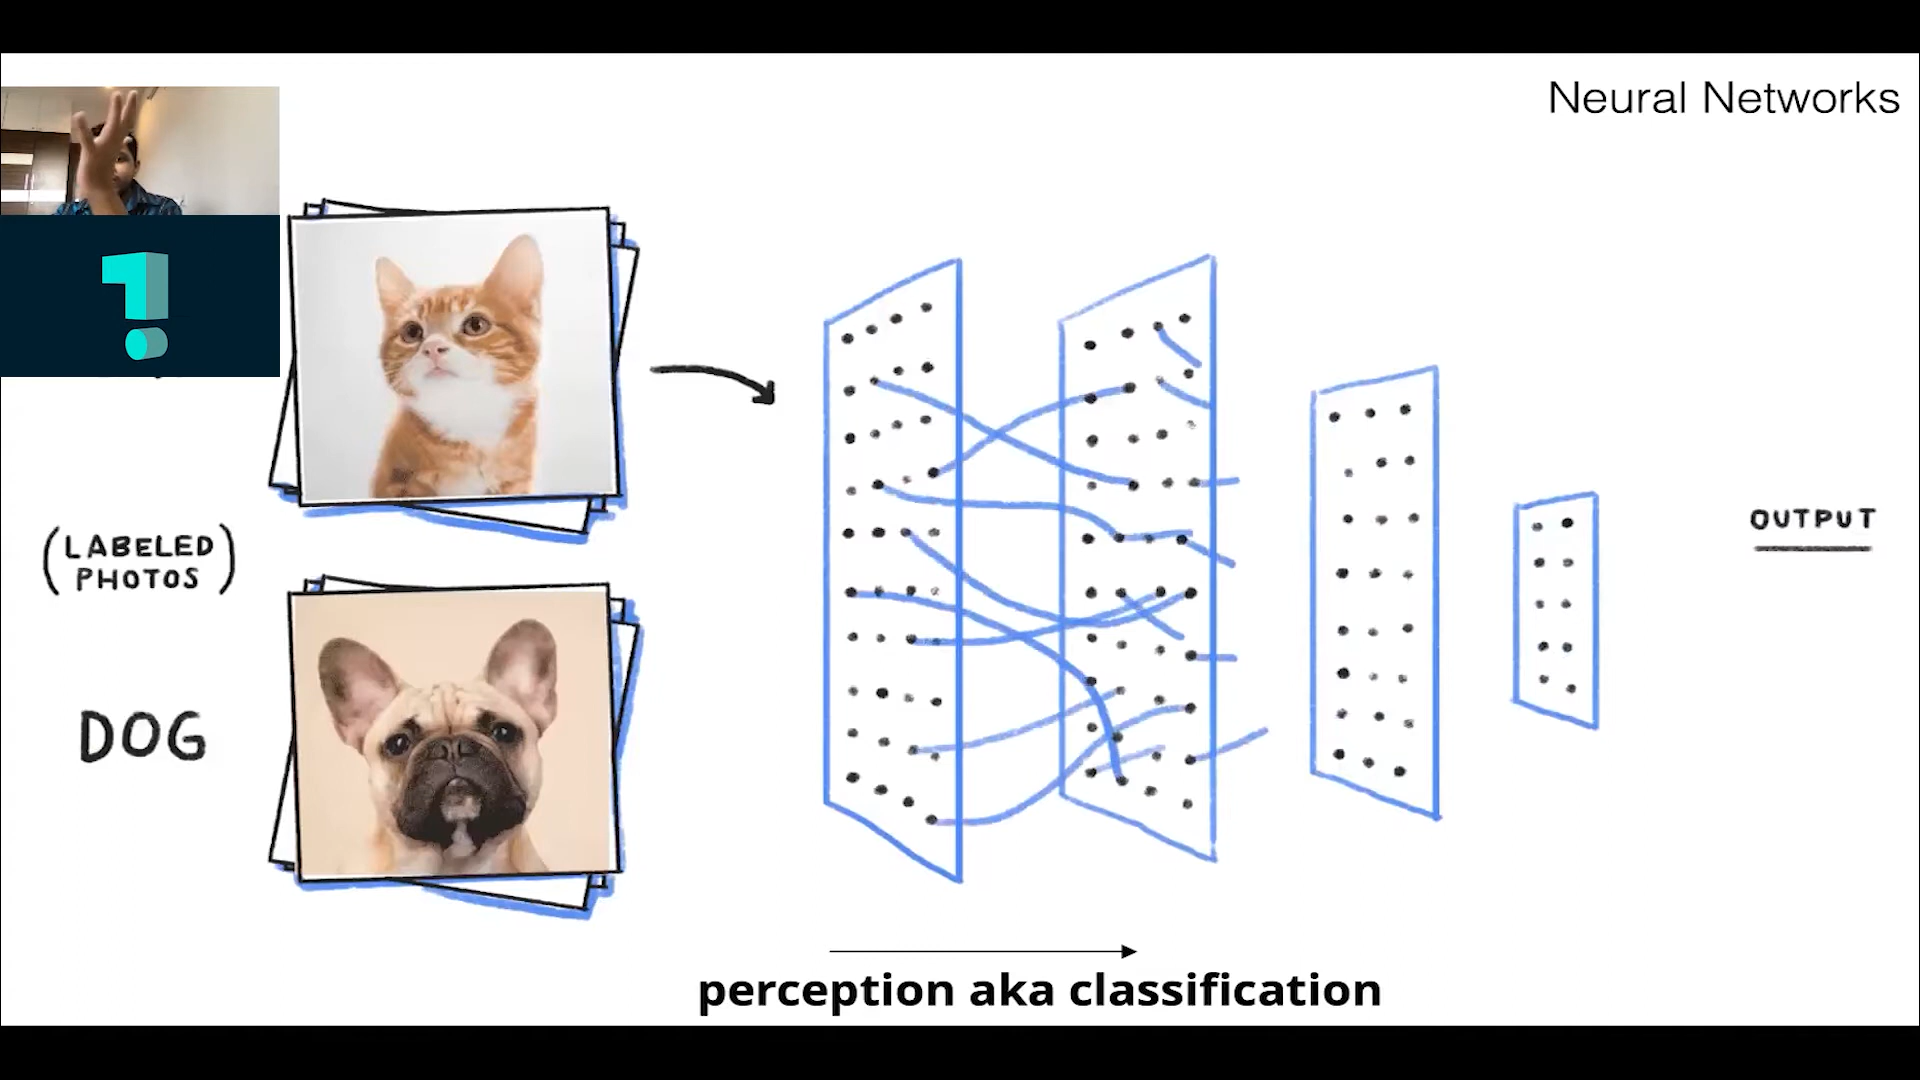 Neural Networks
(LABELED
PHOTOS)
DOG
OUTPUT
perception aka classification